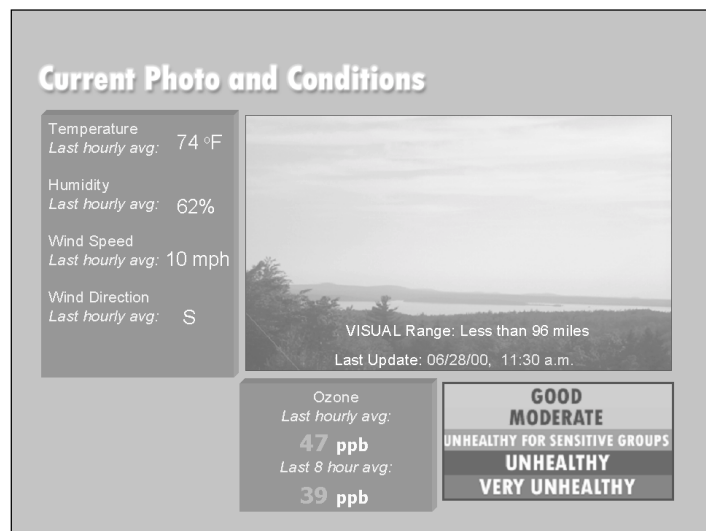 Current Photo and Conditions
Temperature
Last hourly avg: 74 °F
Humidity
Last hourly avg: 62%
Wind Speed
Last hourly avg: 10 mph
Wind Direction
Last hourly avg: S
VISUAL Range: Less than 96 miles
Last Update: 06/28/00, 11:30 a.m.
Ozone
Last hourly avg:
47 ppb
Last 8 hour avg:
39 ppb
GOOD
MODERATE
UNHEALTHY FOR SENSITIVE GROUPS
UNHEALTHY
VERY UNHEALTHY